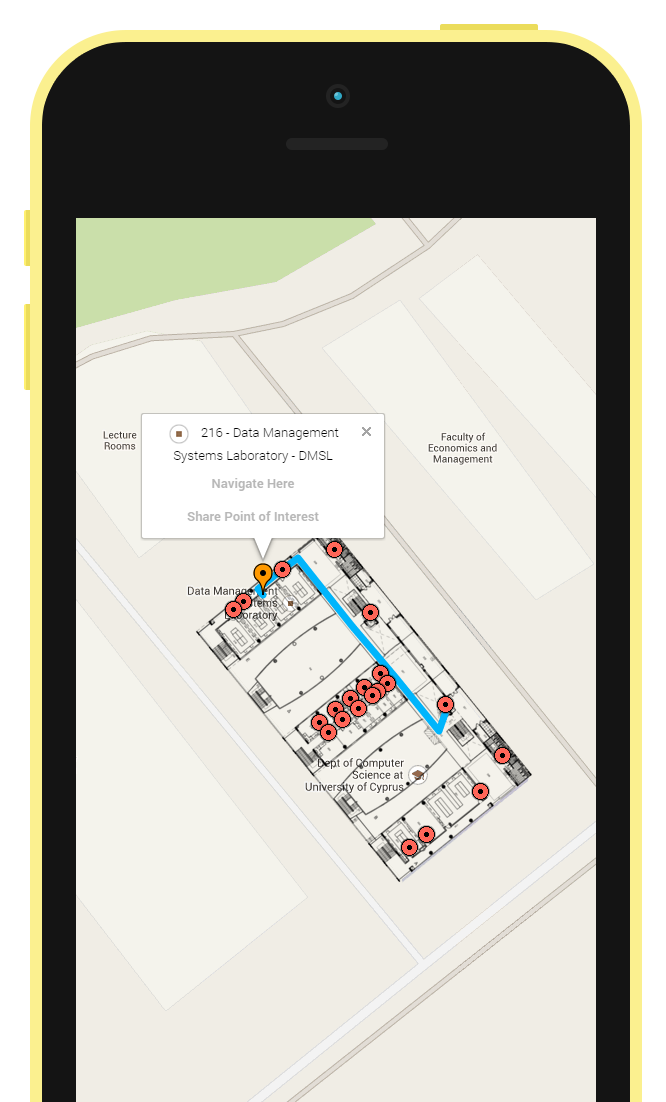 216 - Data Management
Systems Laboratory - DMSL
Navigate Here
Share Point of Interest
Lecture
Rooms
Faculty of
Economics and
Management
Data Management
Systems
Laboratory
Dept of Computer
Science at
University of Cyprus